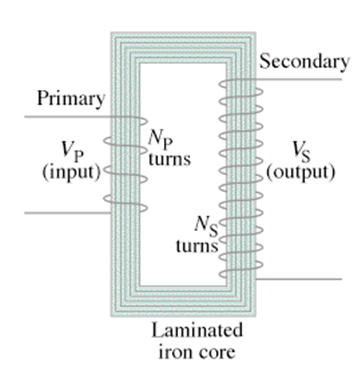 Primary
V_P
(input)
N_P
turns
Secondary
V_S
(output)
N_S
turns
Laminated
iron core